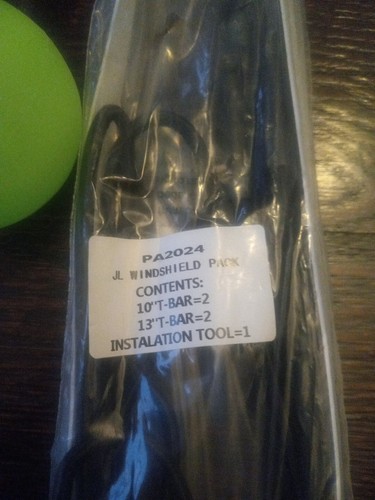 PA2024
JL WINDSHIELD PACK
CONTENTS:
10"T-BAR=2
13"T-BAR=2
INSTALATION TOOL=1